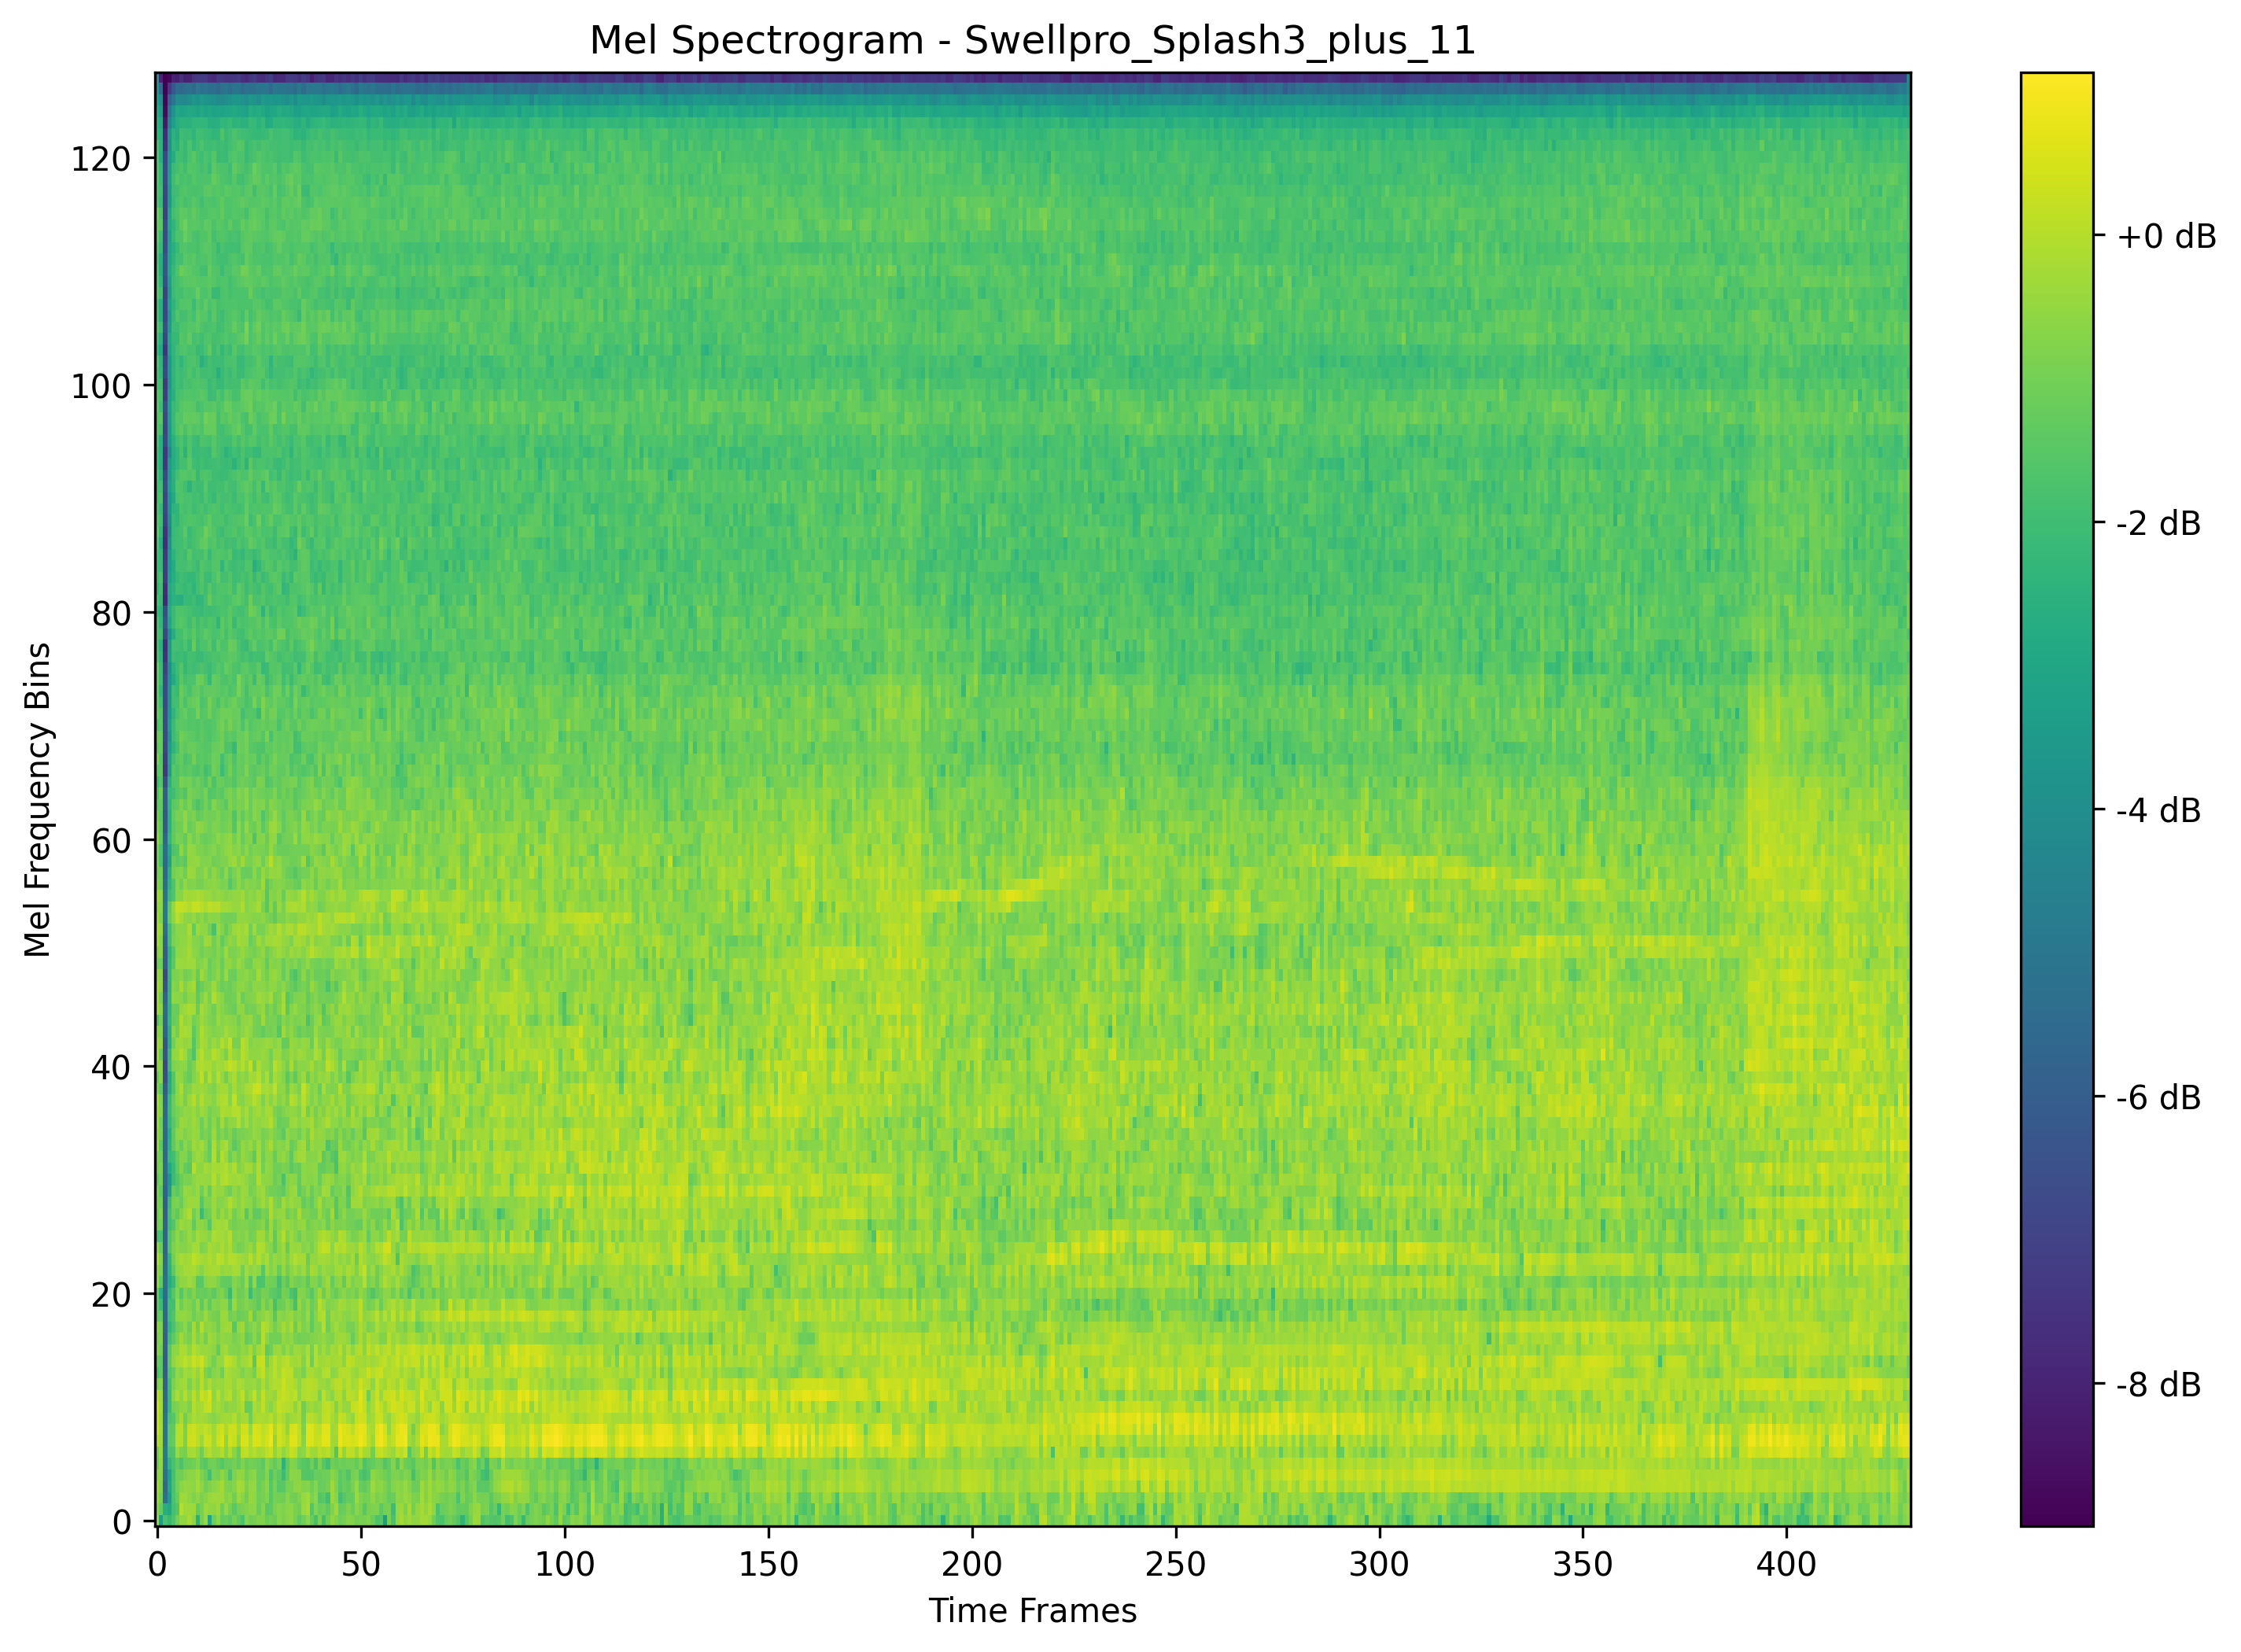 Mel Spectrogram - Swellpro_Splash3_plus_11
120
100
80
60
40
20
0
Mel Frequency Bins
0 50 100 150 200 250 300 350 400
Time Frames
+0 dB
-2 dB
-4 dB
-6 dB
-8 dB